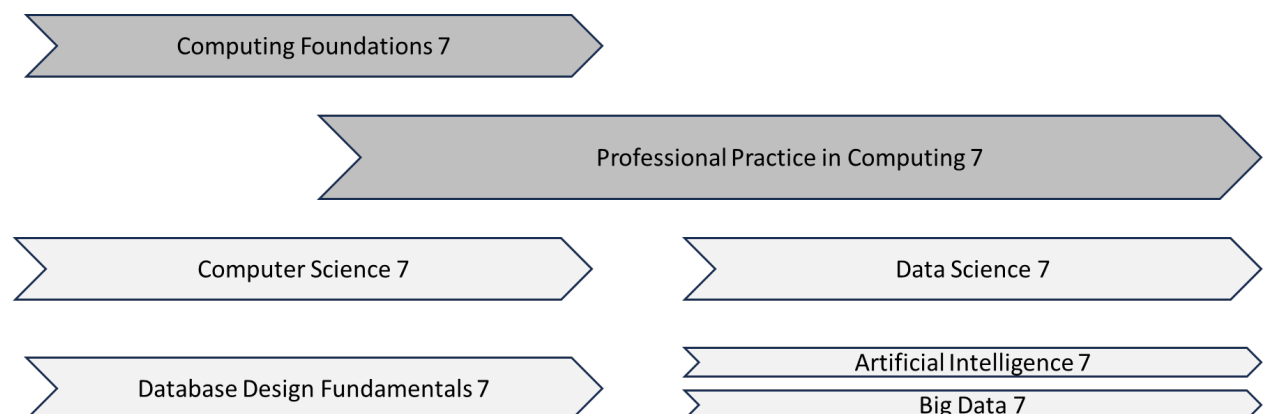 Computing Foundations 7
Professional Practice in Computing 7
Computer Science 7
Data Science 7
Artificial Intelligence 7
Database Design Fundamentals 7
Big Data 7